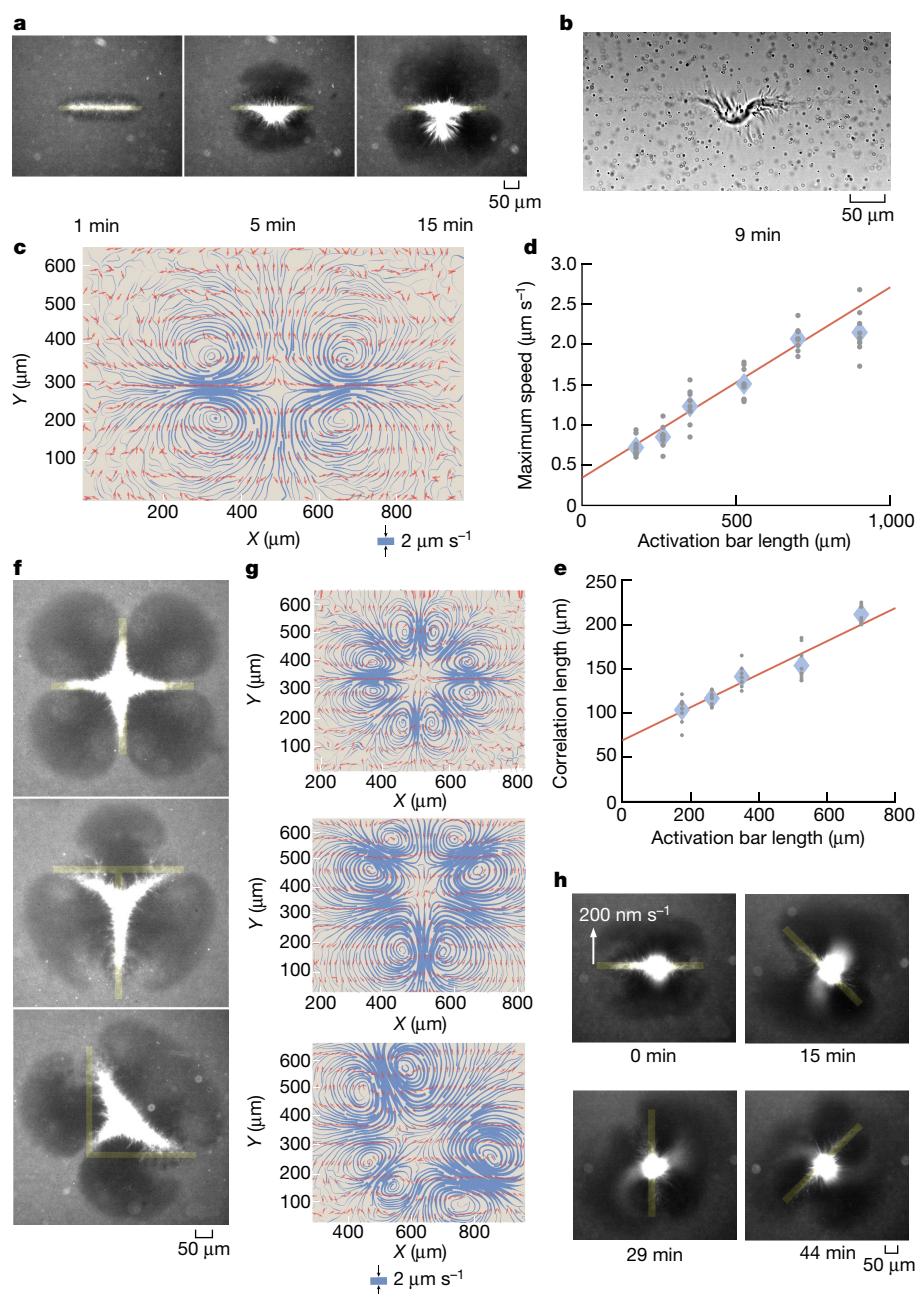 a
50 μm
1 min
5 min
15 min
b
50 μm
9 min
c
600
500
400
300
200
100
Y (μm)
200
400
600
800
X (μm)
2 μm s⁻¹
d
3.0
2.5
2.0
1.5
1.0
0.5
0
Maximum speed (μm s⁻¹)
0
500
1,000
Activation bar length (μm)
e
250
200
150
100
50
0
Correlation length (μm)
0
200
400
600
800
Activation bar length (μm)
f
50 μm
g
600
500
400
300
200
100
Y (μm)
200
400
600
800
X (μm)
600
500
400
300
200
100
Y (μm)
200
400
600
800
X (μm)
600
500
400
300
200
100
Y (μm)
400
600
800
X (μm)
2 μm s⁻¹
h
200 nm s⁻¹
0 min
15 min
29 min
44 min
50 μm